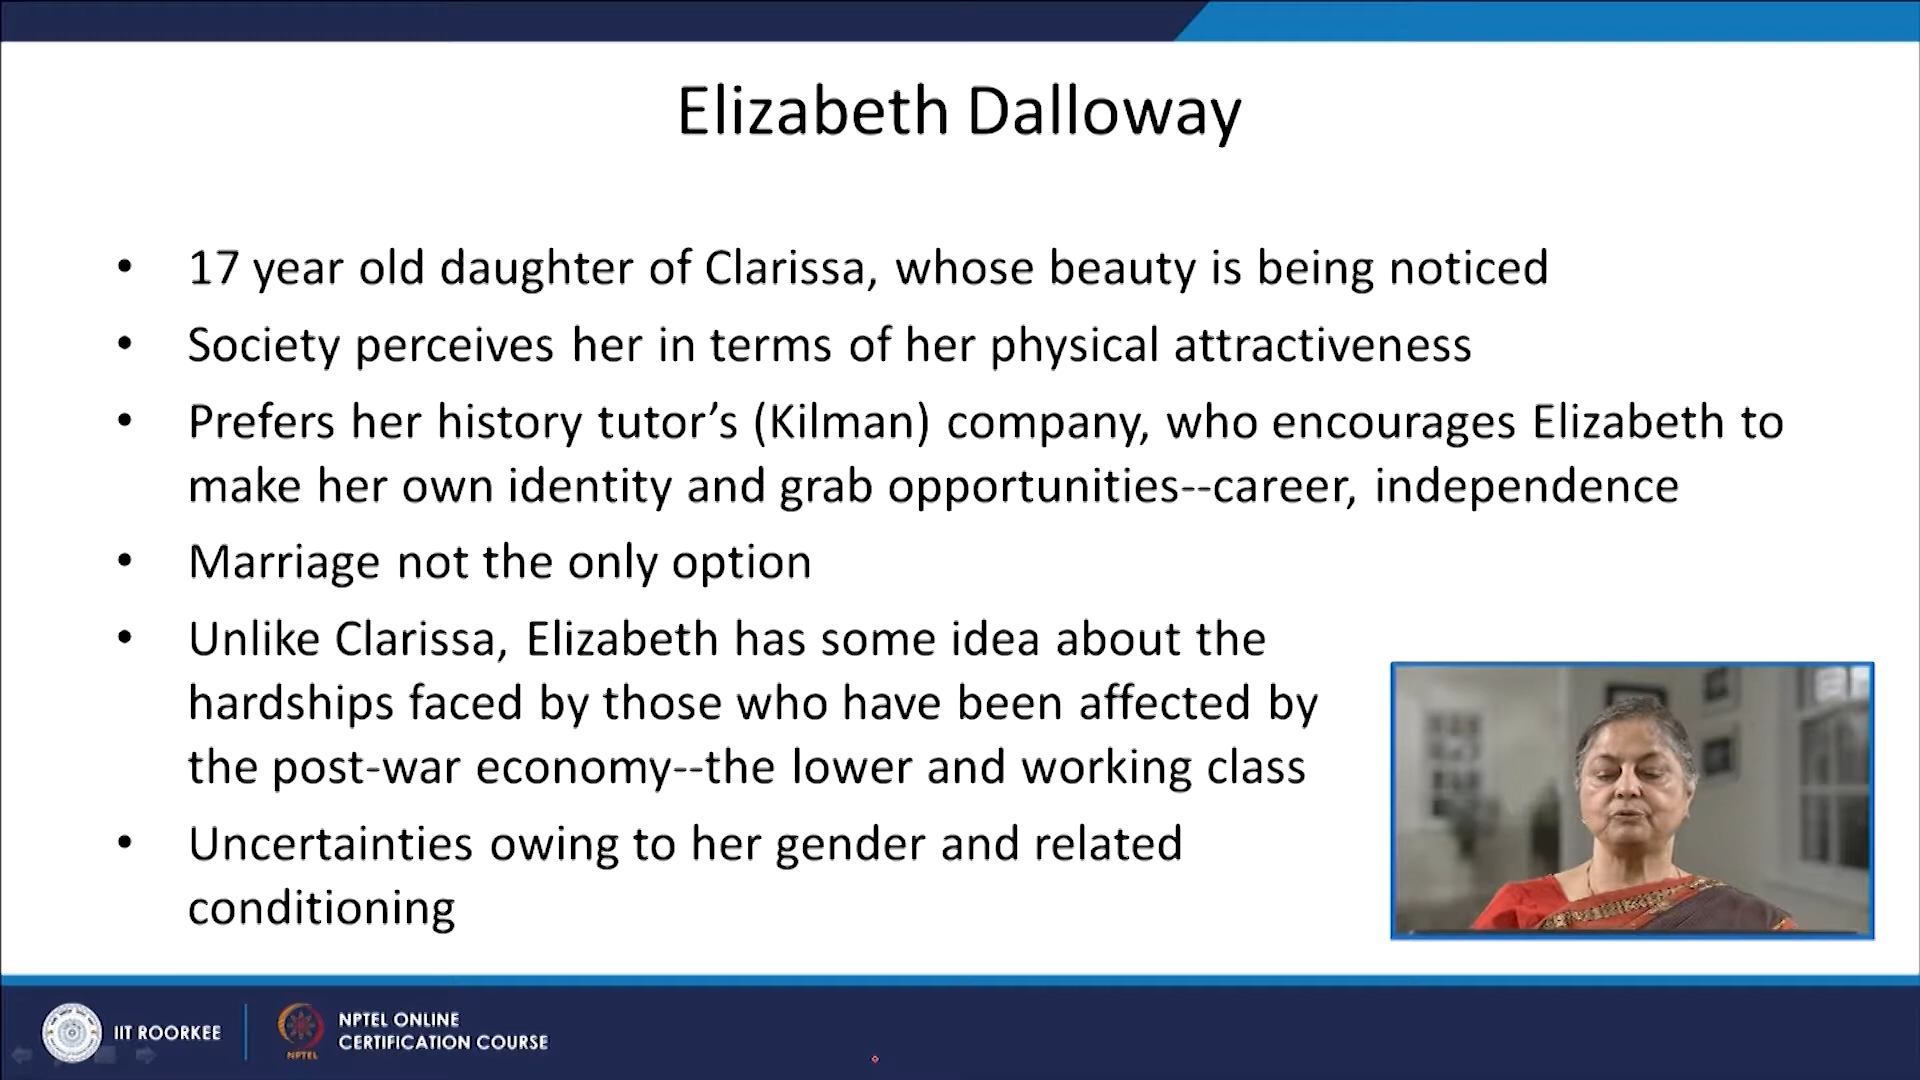 Elizabeth Dalloway
• 17 year old daughter of Clarissa, whose beauty is being noticed
• Society perceives her in terms of her physical attractiveness
• Prefers her history tutor’s (Kilman) company, who encourages Elizabeth to
make her own identity and grab opportunities--career, independence
• Marriage not the only option
• Unlike Clarissa, Elizabeth has some idea about the
hardships faced by those who have been affected by
the post-war economy--the lower and working class
• Uncertainties owing to her gender and related
conditioning
IIT ROORKEE
NPTEL
NPTEL ONLINE
CERTIFICATION COURSE